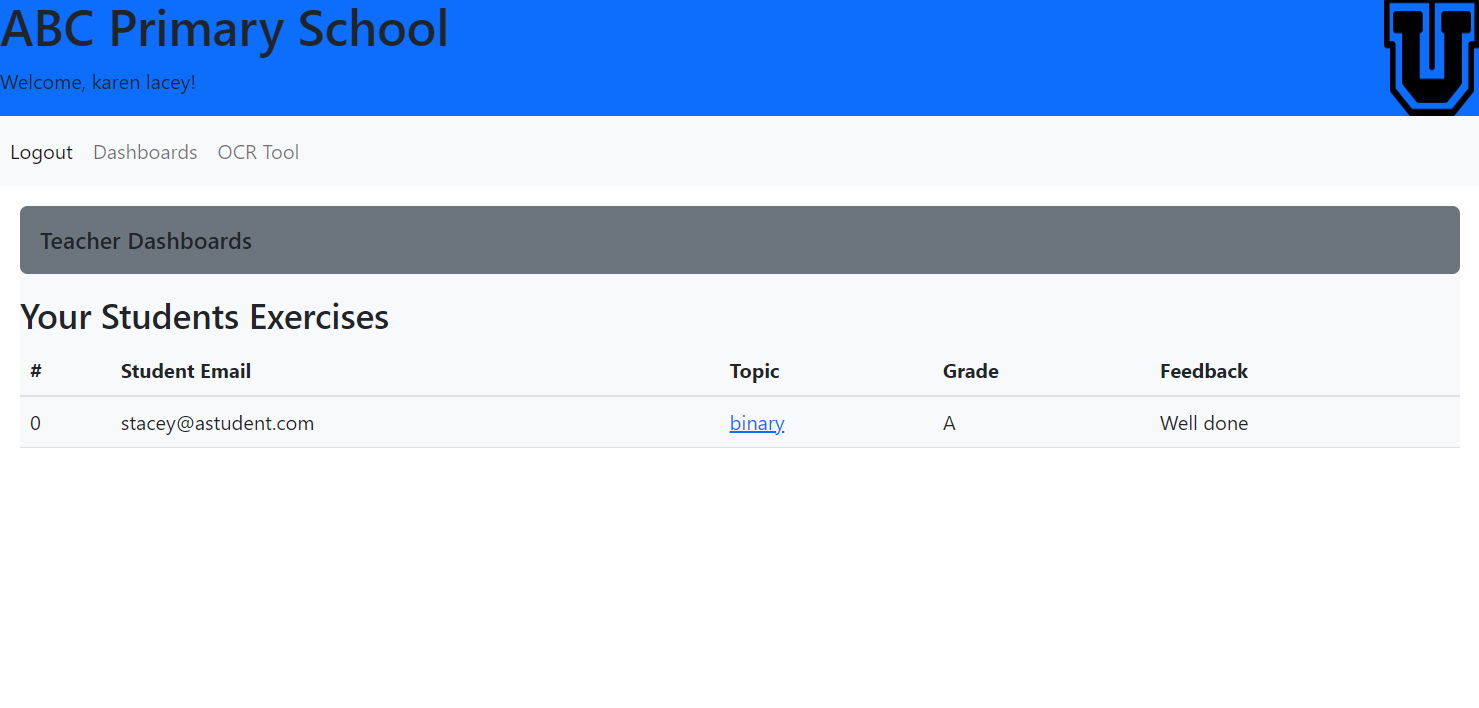 ABC Primary School
Welcome, karen lacey!
U
Logout Dashboards OCR Tool
Teacher Dashboards
Your Students Exercises
# Student Email Topic Grade Feedback
0 stacey@astudent.com binary A Well done